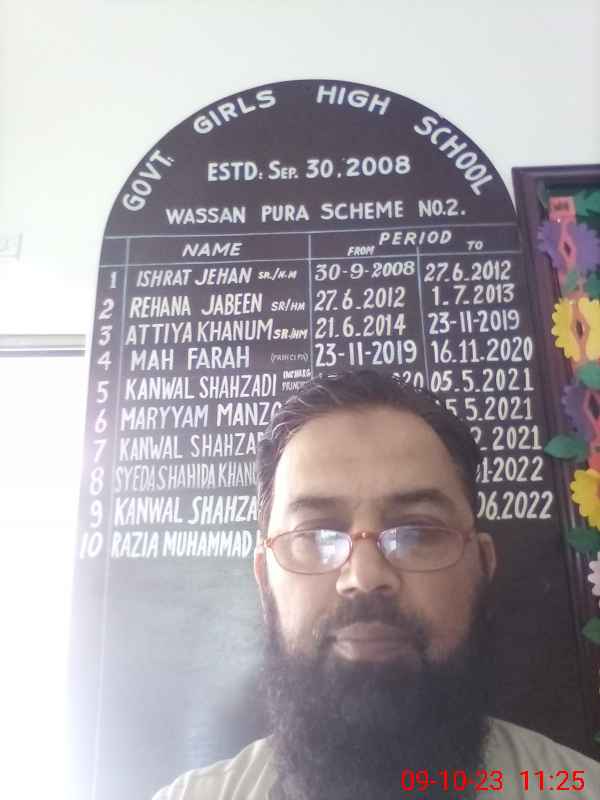 GOVT. GIRLS HIGH SCHOOL
ESTD: SEP. 30, 2008
WASSAN PURA SCHEME NO.2.
NAME PERIOD
FROM TO
1 ISHRAT JEHAN SR./H.M 30-9-2008 27.6.2012
2 REHANA JABEEN SR/HM 27.6.2012 1.7.2013
3 ATTIYA KHANUM SR./HM 21.6.2014 23-11-2019
4 MAH FARAH (PRINCIPAL) 23-11-2019 16.11.2020
5 KANWAL SHAHZADI INCHARG 05.5.2021
6 MARYYAM 5.5.2021
7 KANWAL 2021
8 SYEDA SHAHIDA 1-2022
9 KANWAL 06.2022
10 RAZIA MUHAMMAD
09-10-23 11:25